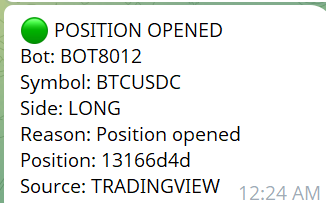 🟢 POSITION OPENED
Bot: BOT8012
Symbol: BTCUSDC
Side: LONG
Reason: Position opened
Position: 13166d4d
Source: TRADINGVIEW
12:24 AM